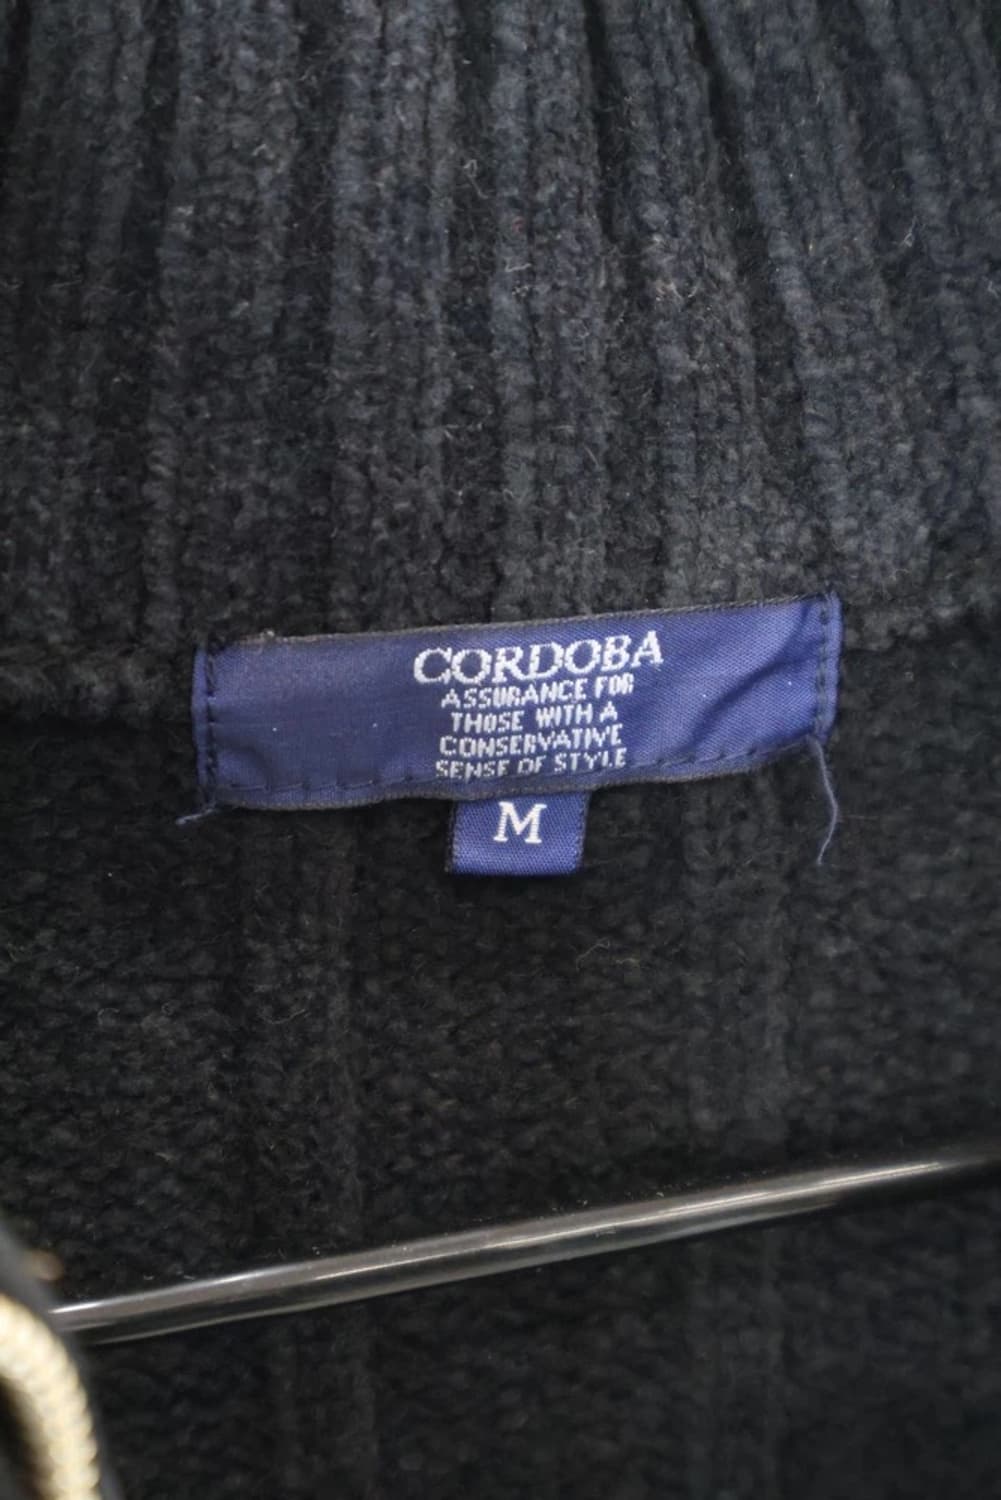 CORDOBA
ASSURANCE FOR
THOSE WITH A
CONSERVATIVE
SENSE OF STYLE
M